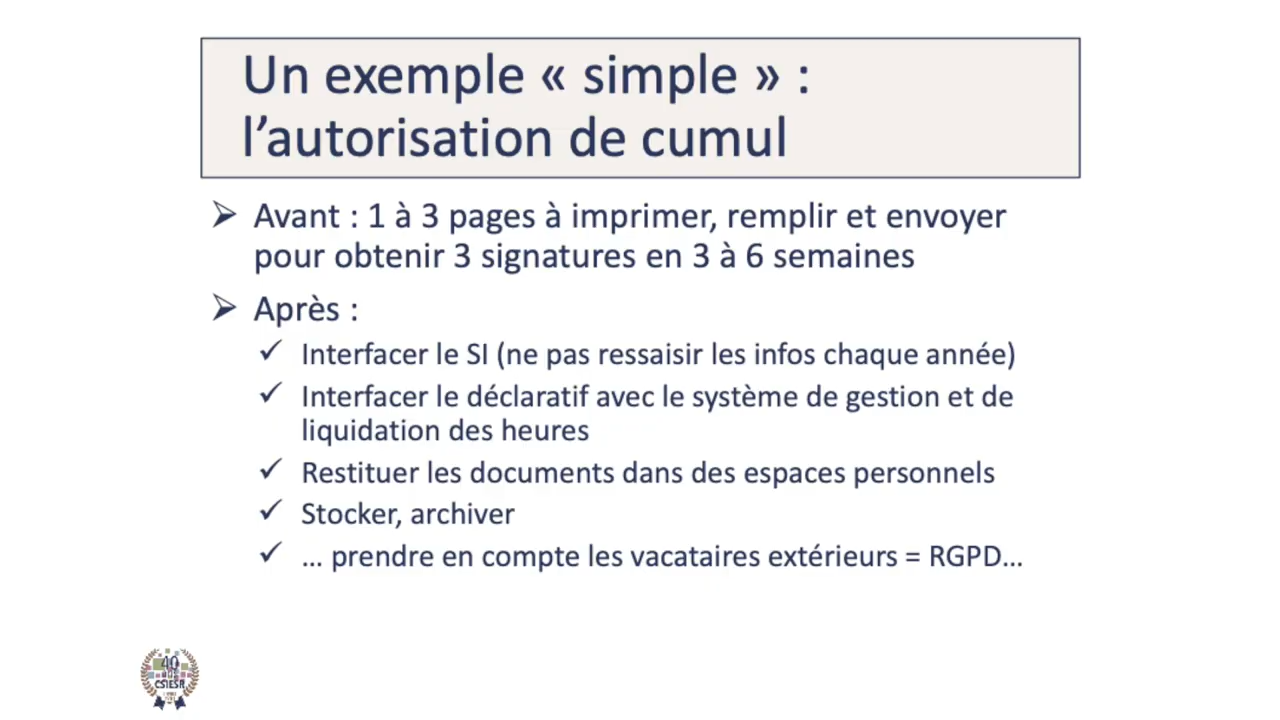 Un exemple « simple » :
l’autorisation de cumul
Avant : 1 à 3 pages à imprimer, remplir et envoyer
pour obtenir 3 signatures en 3 à 6 semaines
Après :
Interfacer le SI (ne pas ressaisir les infos chaque année)
Interfacer le déclaratif avec le système de gestion et de
liquidation des heures
Restituer les documents dans des espaces personnels
Stocker, archiver
... prendre en compte les vacataires extérieurs = RGPD...
40
CSIESR